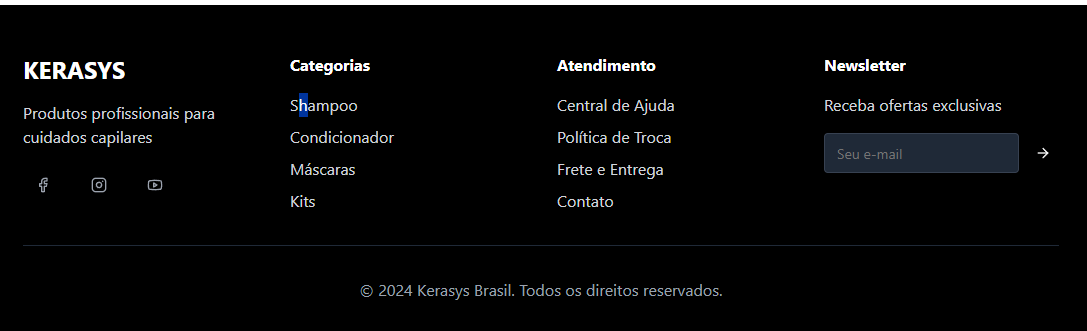 KERASYS
Produtos profissionais para
cuidados capilares
Categorias
Shampoo
Condicionador
Máscaras
Kits
Atendimento
Central de Ajuda
Política de Troca
Frete e Entrega
Contato
Newsletter
Receba ofertas exclusivas
Seu e-mail
© 2024 Kerasys Brasil. Todos os direitos reservados.